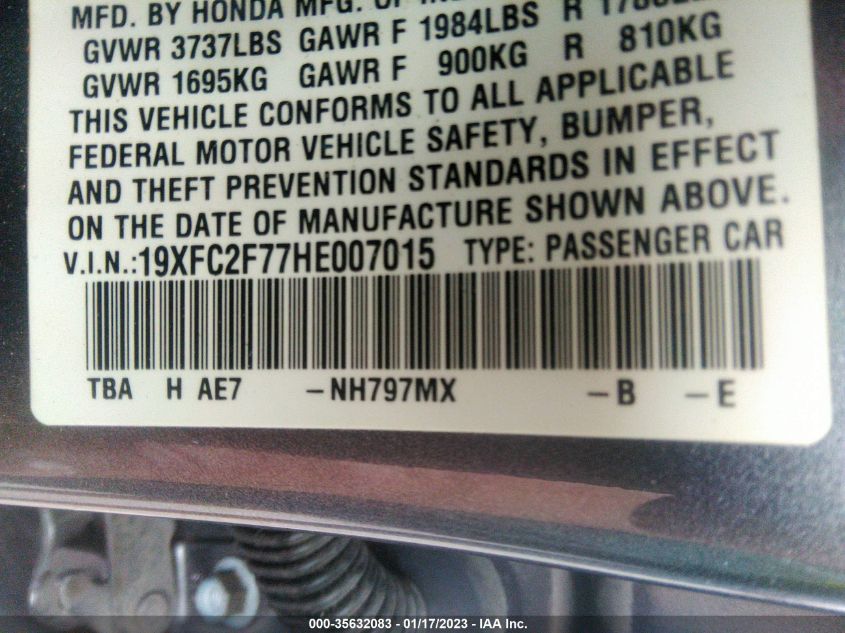 MFD. BY HONDA MFG. OF
GVWR 3737LBS GAWR F 1984LBS R
GVWR 1695KG GAWR F 900KG R 810KG
THIS VEHICLE CONFORMS TO ALL APPLICABLE
FEDERAL MOTOR VEHICLE SAFETY, BUMPER,
AND THEFT PREVENTION STANDARDS IN EFFECT
ON THE DATE OF MANUFACTURE SHOWN ABOVE.
V.I.N.:19XFC2F77HE007015 TYPE: PASSENGER CAR
TBA H AE7 –NH797MX –B –E
000-35632083 - 01/17/2023 - IAA Inc.